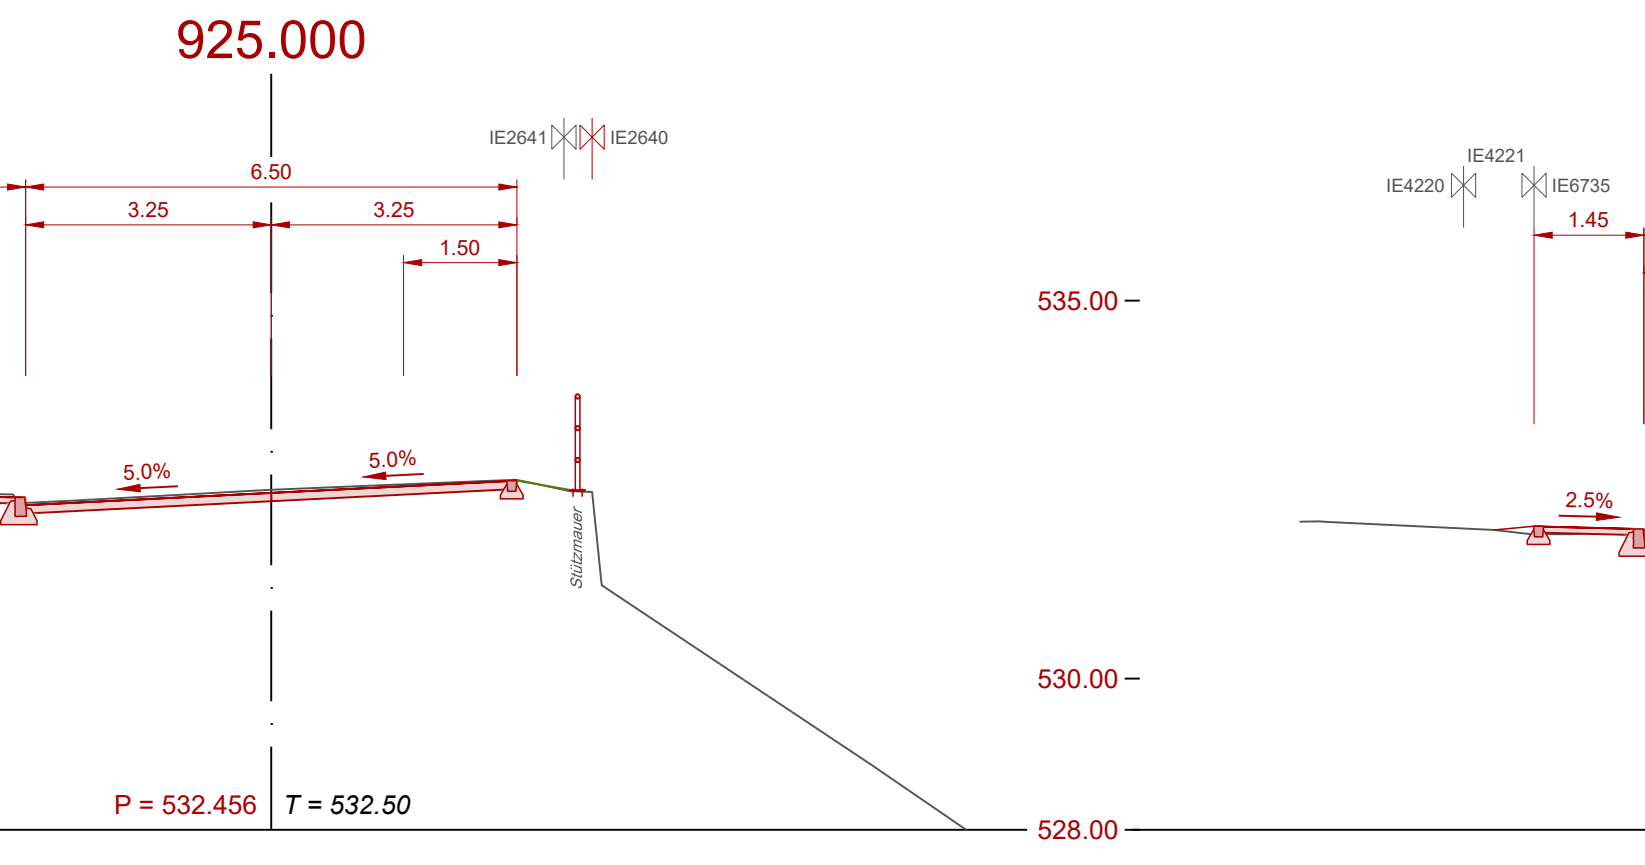 925.000
IE2641
IE2640
6.50
3.25
3.25
1.50
5.0%
5.0%
Stützmauer
P = 532.456
T = 532.50
535.00
530.00
528.00
IE4221
IE4220
IE6735
1.45
2.5%